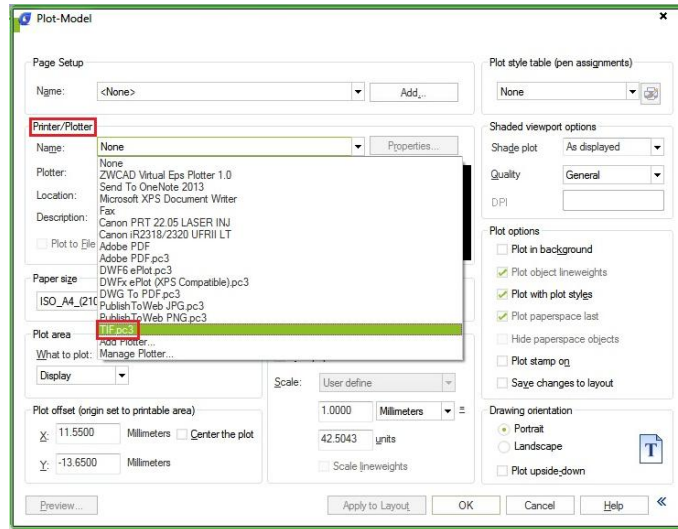 Plot-Model
Page Setup
Name: <None> Add...
Printer/Plotter
Name: None Properties...
Plotter:
Location:
Description:
Plot to File
None
ZWCAD Virtual Eps Plotter 1.0
Send To OneNote 2013
Microsoft XPS Document Writer
Fax
Canon PRT 22.05 LASER INJ
Canon iR2318/2320 UFRII LT
Adobe PDF
Adobe PDF.pc3
DWF6 ePlot.pc3
DWFx ePlot (XPS Compatible).pc3
DWG To PDF.pc3
PublishToWeb JPG.pc3
PublishToWeb PNG.pc3
TIF.pc3
Add Plotter...
Manage Plotter...
Paper size
ISO_A4_(210
Plot area
What to plot:
Display
Scale: User define
1.0000 Millimeters =
42.5043 units
Scale lineweights
Plot offset (origin set to printable area)
X: 11.5500 Millimeters Center the plot
Y: -13.6500 Millimeters
Plot style table (pen assignments)
None
Shaded viewport options
Shade plot As displayed
Quality General
DPI
Plot options
Plot in background
Plot object lineweights
Plot with plot styles
Plot paperspace last
Hide paperspace objects
Plot stamp on
Save changes to layout
Drawing orientation
Portrait
Landscape
Plot upside-down
T
Preview... Apply to Layout OK Cancel Help